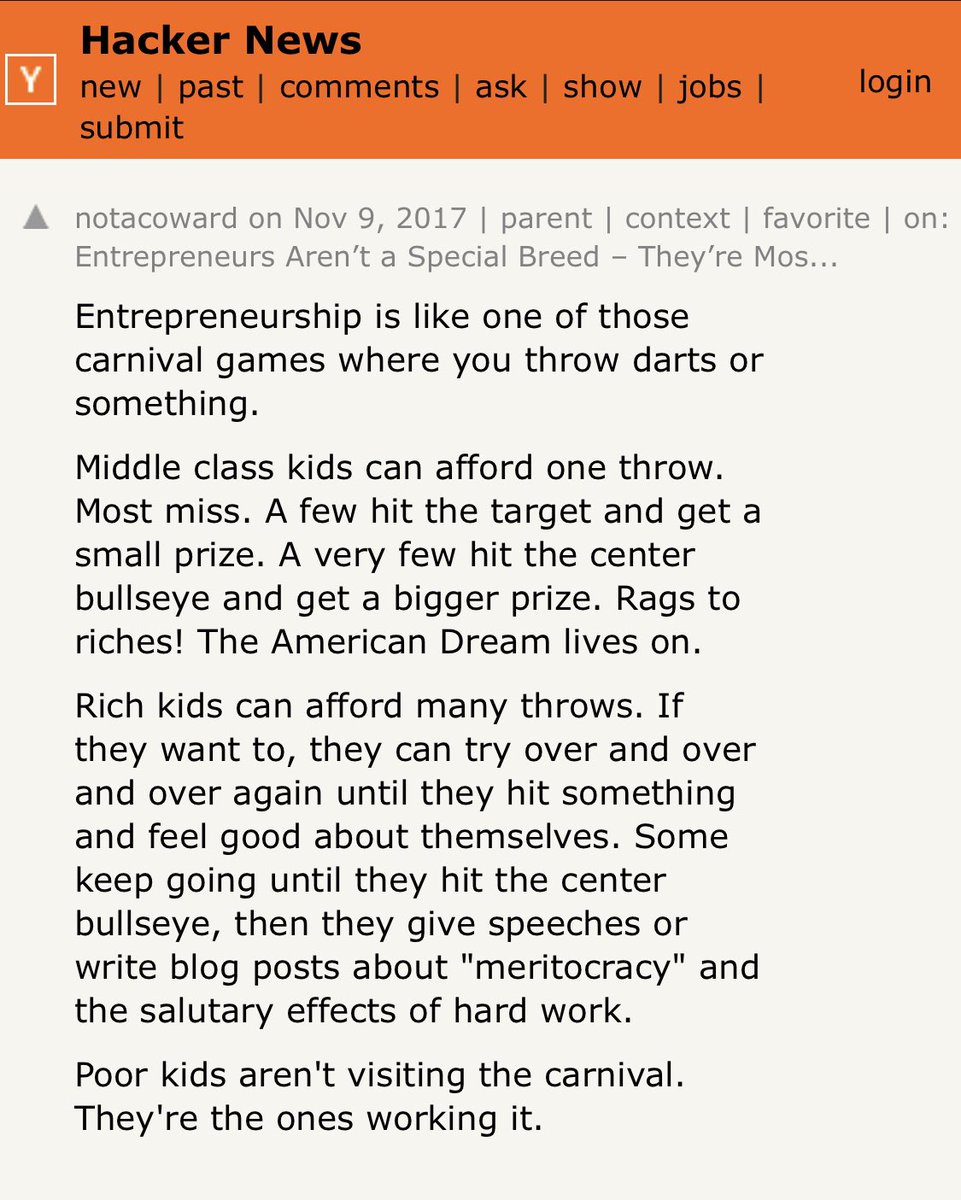 Hacker News
Y
new | past | comments | ask | show | jobs |
submit
login
▲ notacoward on Nov 9, 2017 | parent | context | favorite | on:
Entrepreneurs Aren’t a Special Breed – They’re Mos...
Entrepreneurship is like one of those
carnival games where you throw darts or
something.
Middle class kids can afford one throw.
Most miss. A few hit the target and get a
small prize. A very few hit the center
bullseye and get a bigger prize. Rags to
riches! The American Dream lives on.
Rich kids can afford many throws. If
they want to, they can try over and over
and over again until they hit something
and feel good about themselves. Some
keep going until they hit the center
bullseye, then they give speeches or
write blog posts about "meritocracy" and
the salutary effects of hard work.
Poor kids aren't visiting the carnival.
They're the ones working it.